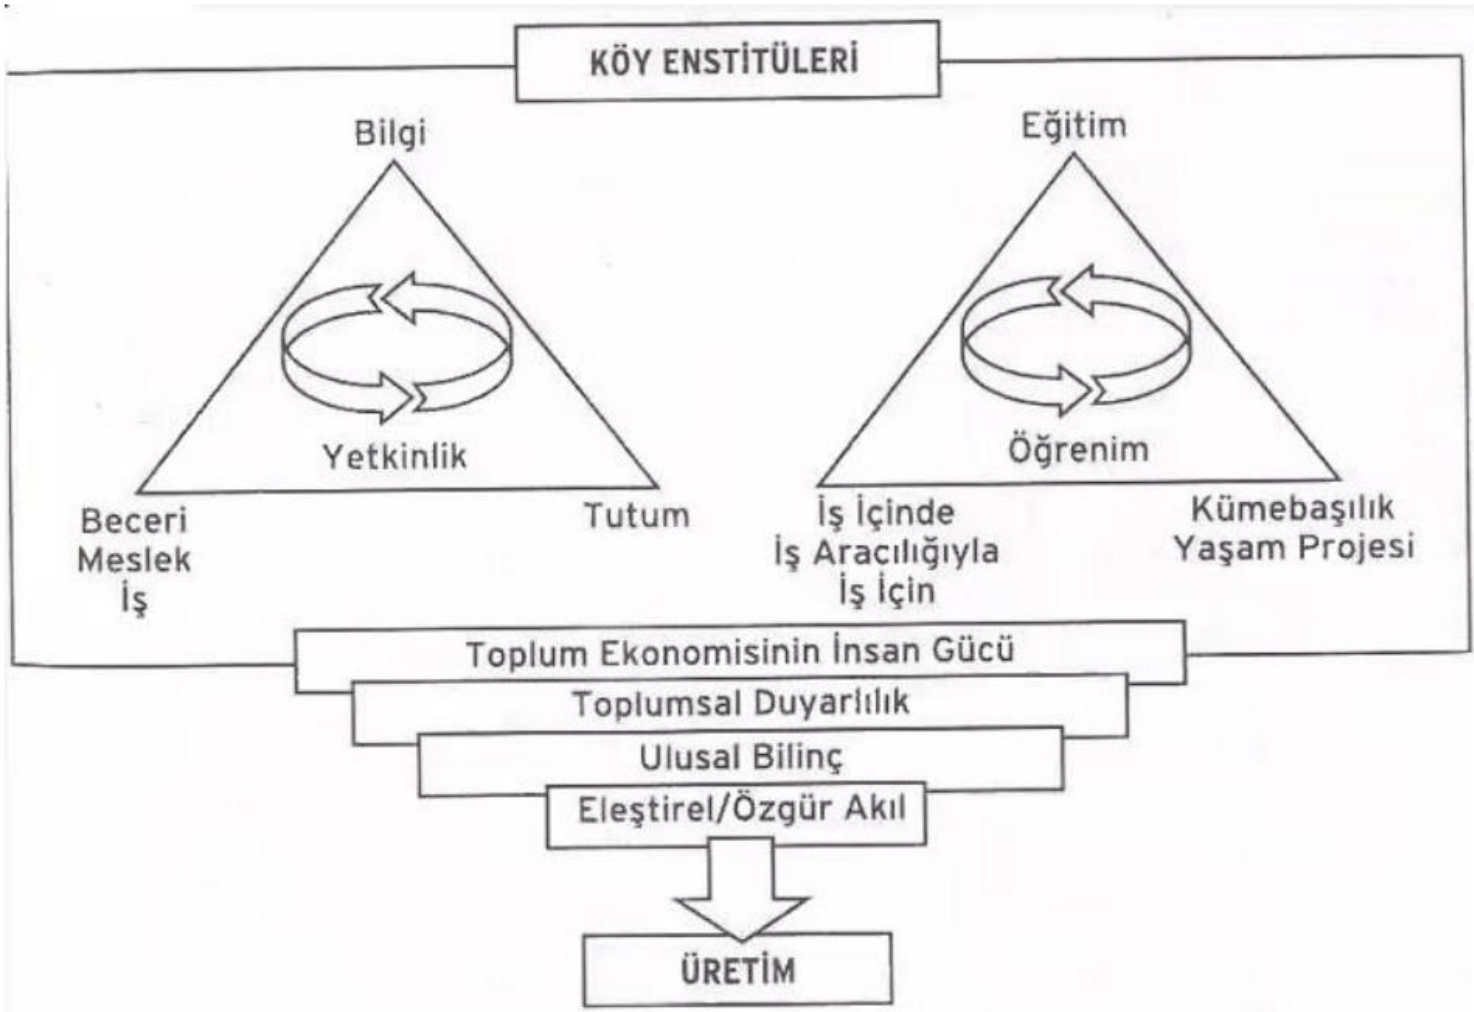 KÖY ENSTİTÜLERİ
Bilgi
Yetkinlik
Beceri
Meslek
İş
Tutum
Eğitim
Öğrenim
İş İçinde
İş Aracılığıyla
İş İçin
Kümebaşılık
Yaşam Projesi
Toplum Ekonomisinin İnsan Gücü
Toplumsal Duyarlılık
Ulusal Bilinç
Eleştirel/Özgür Akıl
ÜRETİM